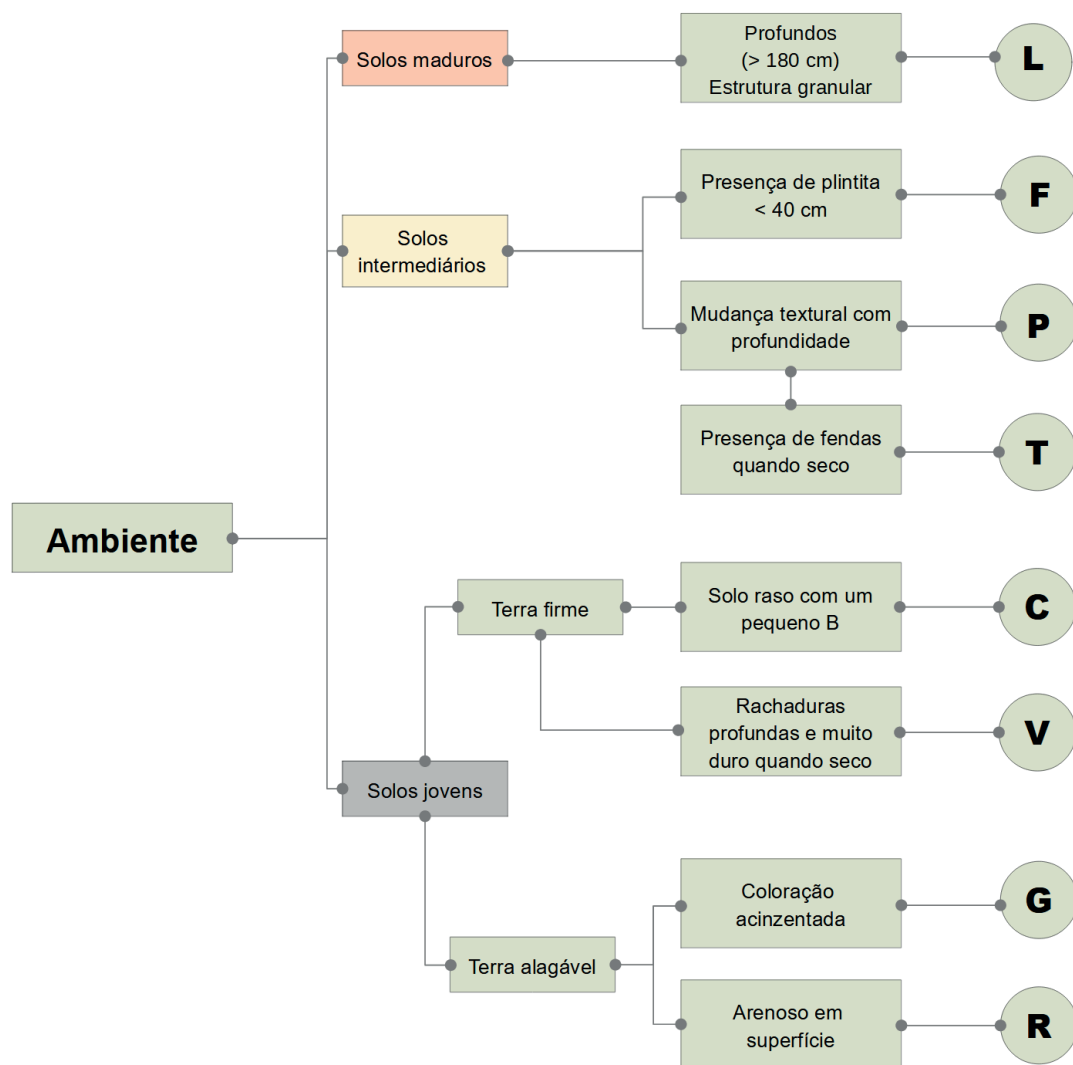 Ambiente
Solos maduros
Profundos
(> 180 cm)
Estrutura granular
L
Solos
intermediários
Presença de plintita
< 40 cm
F
Mudança textural com
profundidade
P
Presença de fendas
quando seco
T
Solos jovens
Terra firme
Solo raso com um
pequeno B
C
Rachaduras
profundas e muito
duro quando seco
V
Terra alagável
Coloração
acinzentada
G
Arenoso em
superfície
R